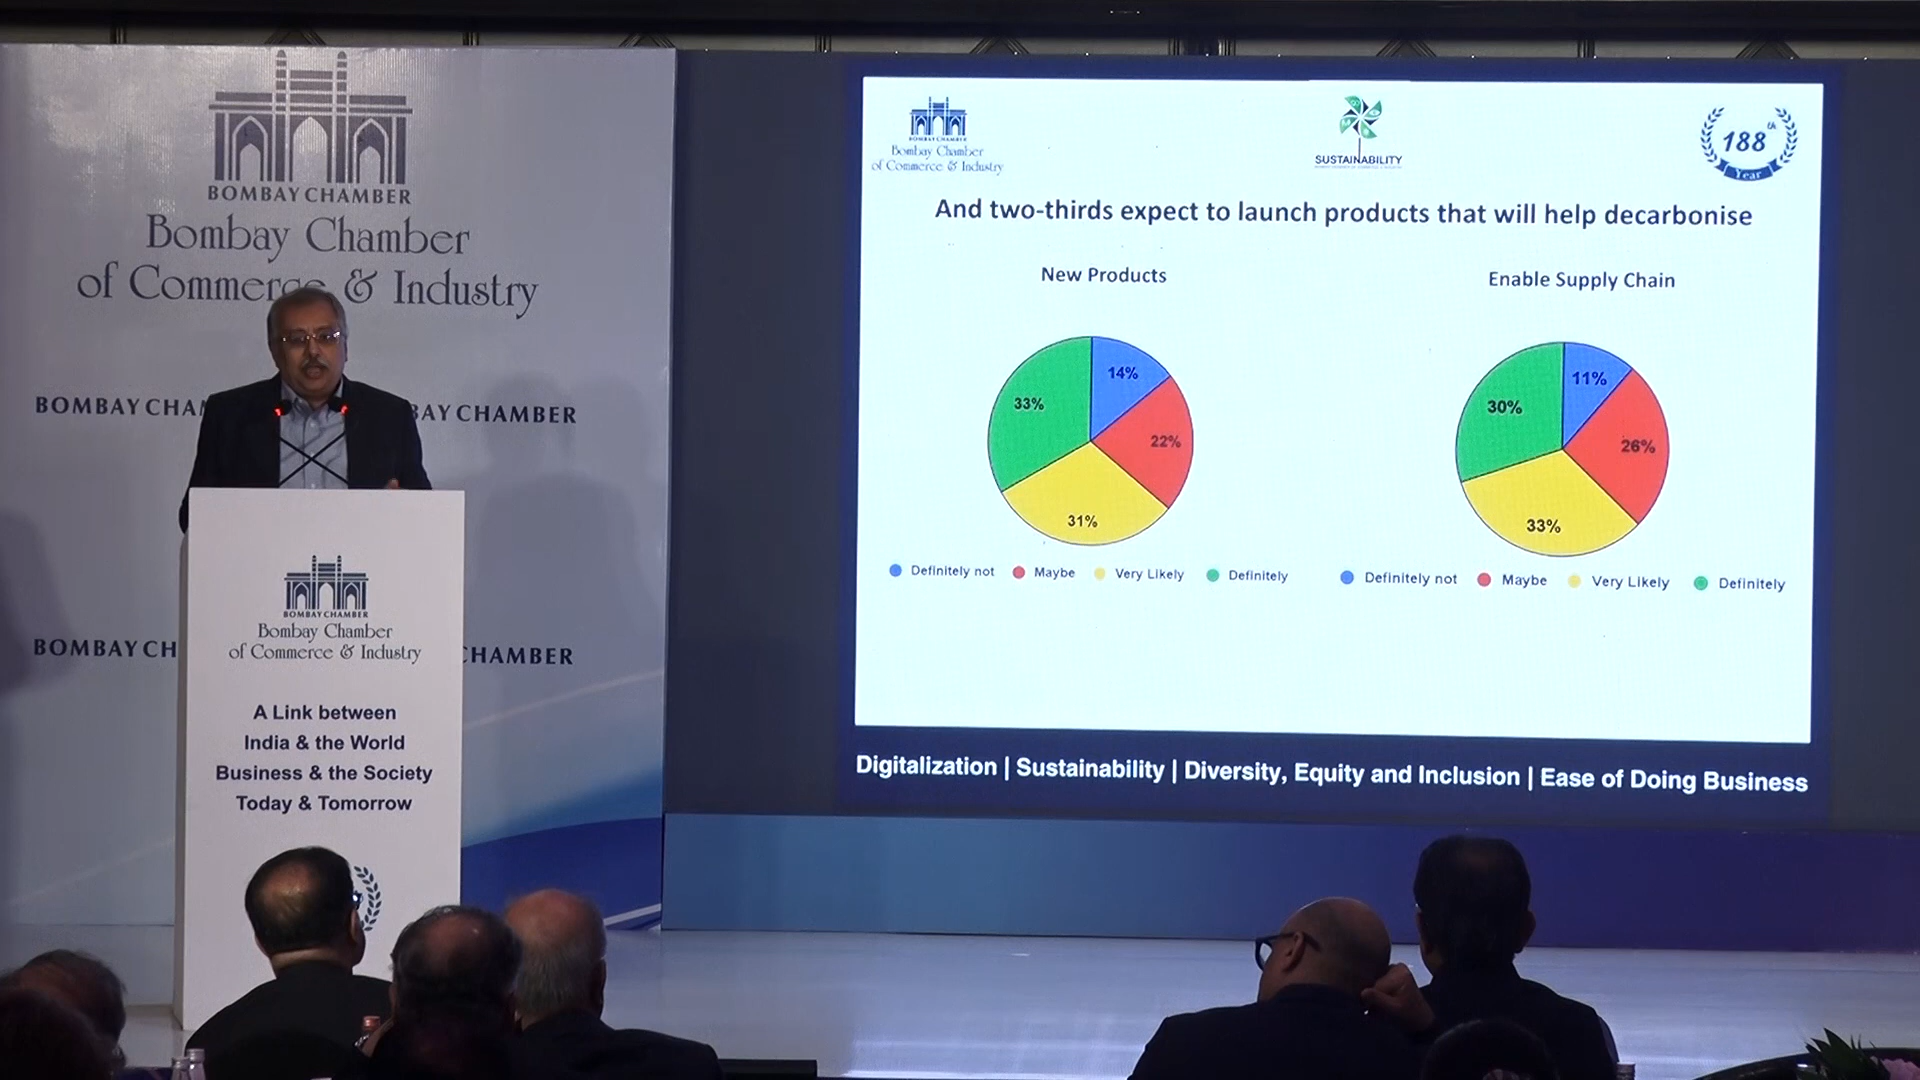 BOMBAY CHAMBER
Bombay Chamber
of Commerce & Industry
BOMBAY CHA
BAY CHAMBER
BOMBAY CH
CHAMBER
BOMBAY CHAMBER
Bombay Chamber
of Commerce & Industry
A Link between
India & the World
Business & the Society
Today & Tomorrow
BOMBAY CHAMBER
Bombay Chamber
of Commerce & Industry
SUSTAINABILITY
188th
Year
And two-thirds expect to launch products that will help decarbonise
New Products
14%
33%
22%
31%
Definitely not Maybe Very Likely Definitely
Enable Supply Chain
11%
30%
26%
33%
Definitely not Maybe Very Likely Definitely
Digitalization | Sustainability | Diversity, Equity and Inclusion | Ease of Doing Business